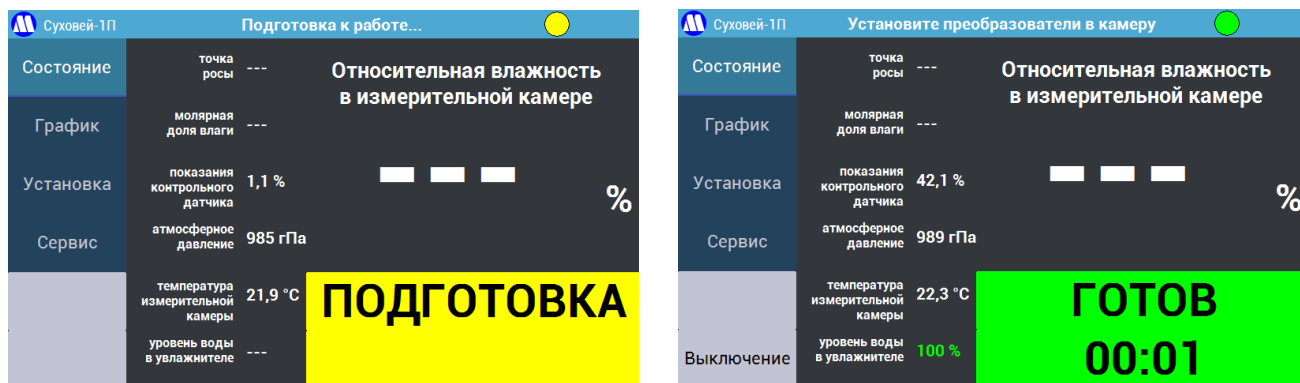 Суховей-1П
Подготовка к работе...
Состояние
График
Установка
Сервис
точка
росы
---
молярная
доля влаги
---
показания
контрольного
датчика
1,1 %
атмосферное
давление
985 гПа
температура
измерительной
камеры
21,9 °C
уровень воды
в увлажнителе
---
Относительная влажность
в измерительной камере
---
%
ПОДГОТОВКА
Суховей-1П
Установите преобразователи в камеру
Состояние
График
Установка
Сервис
Выключение
точка
росы
---
молярная
доля влаги
---
показания
контрольного
датчика
42,1 %
атмосферное
давление
989 гПа
температура
измерительной
камеры
22,3 °C
уровень воды
в увлажнителе
100 %
Относительная влажность
в измерительной камере
---
%
ГОТОВ
00:01